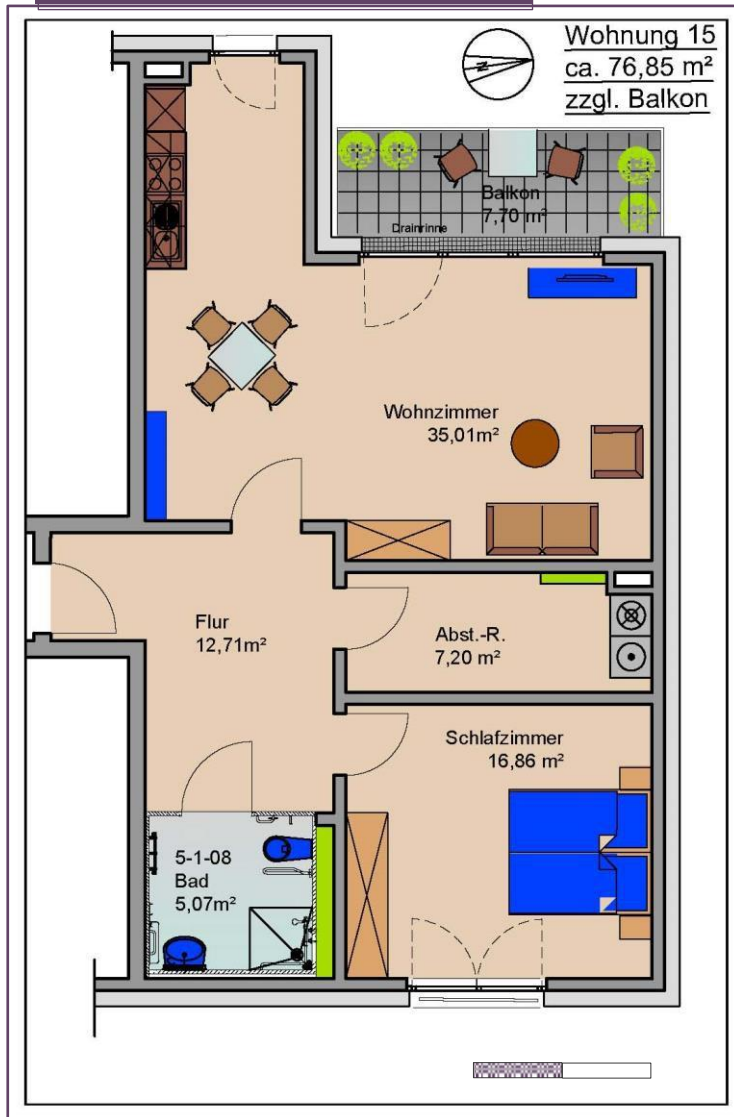 Wohnung 15
ca. 76,85 m²
zzgl. Balkon
N
Balkon
7,70 m²
Drainrinne
Wohnzimmer
35,01m²
Flur
12,71m²
Abst.-R.
7,20 m²
Schlafzimmer
16,86 m²
5-1-08
Bad
5,07m²